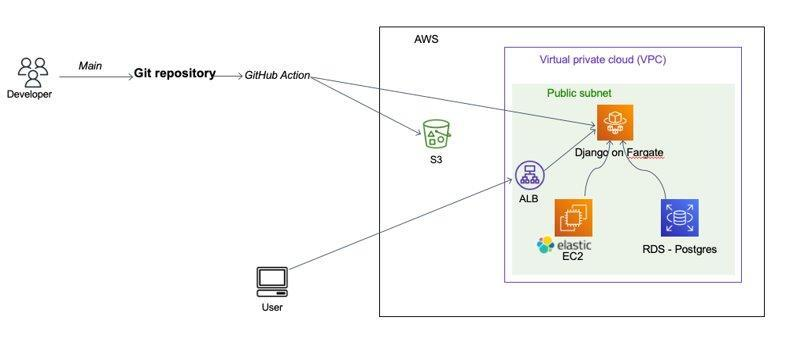 AWS
Virtual private cloud (VPC)
Main
Git repository
GitHub Action
Developer
Public subnet
Django on Fargate
S3
ALB
elastic
EC2
RDS - Postgres
User